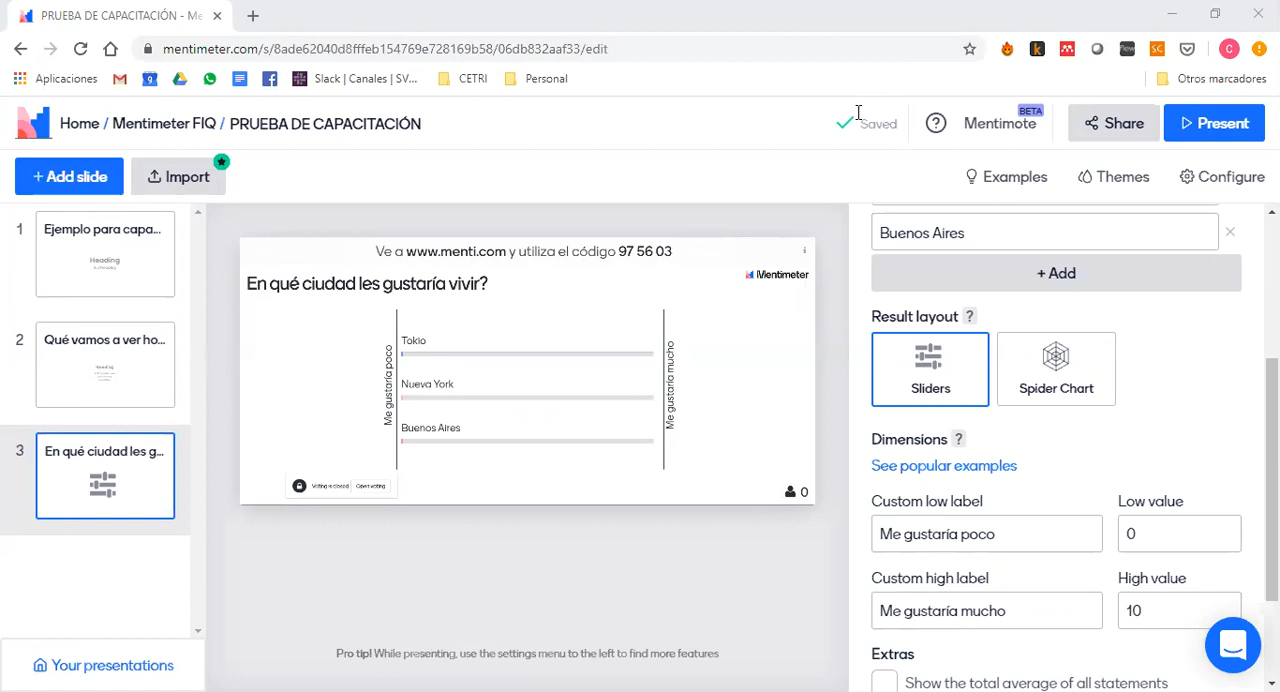 PRUEBA DE CAPACITACIÓN - Me
mentimeter.com/s/8ade62040d8fffeb154769e728169b58/06db832aaf33/edit
Aplicaciones
Slack | Canales | SV...
CETRI
Personal
Otros marcadores
Home / Mentimeter FIQ / PRUEBA DE CAPACITACIÓN
Saved
Mentimote
BETA
Share
Present
+ Add slide
Import
Examples
Themes
Configure
1
Ejemplo para capa...
Heading
2
Qué vamos a ver ho...
Heading
3
En qué ciudad les g...
Your presentations
Ve a www.menti.com y utiliza el código 97 56 03
En qué ciudad les gustaría vivir?
Mentimeter
Me gustaría poco
Tokio
Nueva York
Buenos Aires
Me gustaría mucho
Voting is closed
Open voting
0
Pro tip! While presenting, use the settings menu to the left to find more features
Buenos Aires
+ Add
Result layout ?
Sliders
Spider Chart
Dimensions ?
See popular examples
Custom low label
Low value
Me gustaría poco
0
Custom high label
High value
Me gustaría mucho
10
Extras
Show the total average of all statements